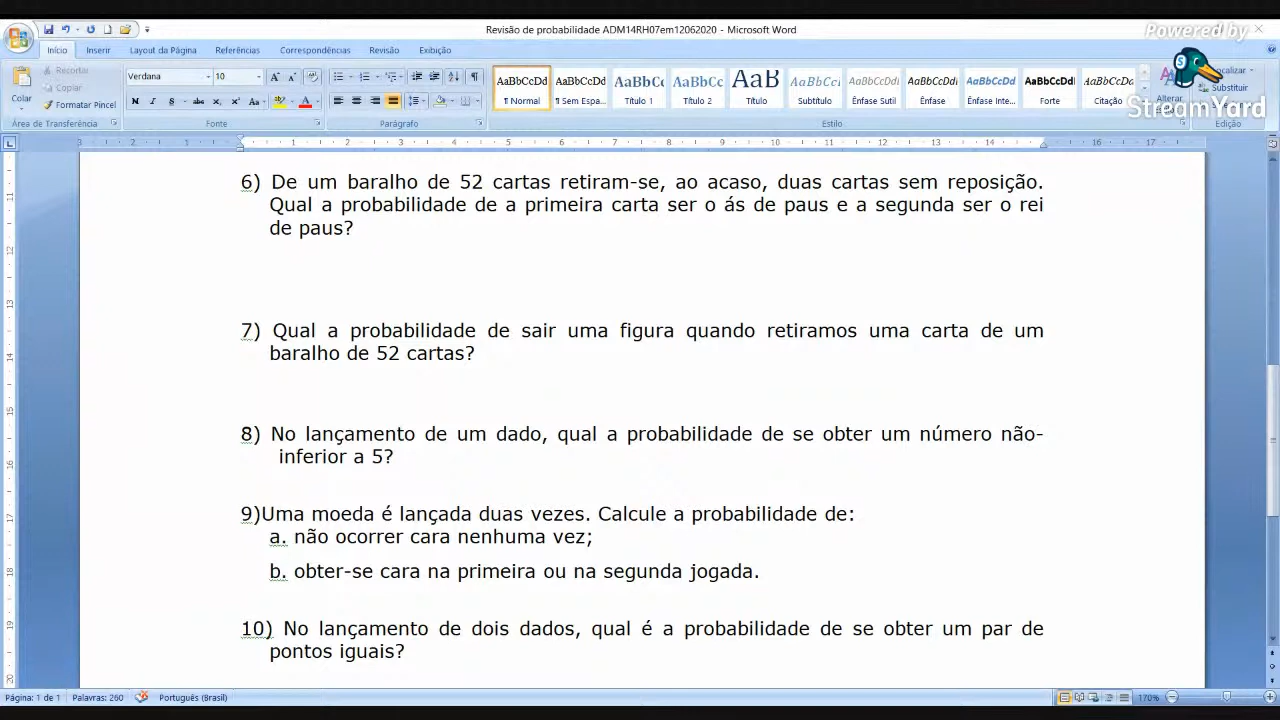 Revisão de probabilidade ADM14RH07em12062020 - Microsoft Word
Powered by
Início Inserir Layout da Página Referências Correspondências Revisão Exibição
Recortar
Copiar
Formatar Pincel
Colar
Área de Transferência
Verdana 10
Fonte
Parágrafo
AaBbCcDd AaBbCcDd AaBbCc AaBbCc AaB AaBbCcL AaBbCcDd AaBbCcDd AaBbCcDd AaBbCcDd AaBbCcDd
¶ Normal ¶ Sem Espa... Título 1 Título 2 Título Subtítulo Ênfase Sutil Ênfase Ênfase Inte... Forte Citação
Alterar
Substituir
StreamYard
Estilo
Edição
6) De um baralho de 52 cartas retiram-se, ao acaso, duas cartas sem reposição.
Qual a probabilidade de a primeira carta ser o ás de paus e a segunda ser o rei
de paus?
7) Qual a probabilidade de sair uma figura quando retiramos uma carta de um
baralho de 52 cartas?
8) No lançamento de um dado, qual a probabilidade de se obter um número não-
inferior a 5?
9)Uma moeda é lançada duas vezes. Calcule a probabilidade de:
a. não ocorrer cara nenhuma vez;
b. obter-se cara na primeira ou na segunda jogada.
10) No lançamento de dois dados, qual é a probabilidade de se obter um par de
pontos iguais?
Página: 1 de 1 Palavras: 260 Português (Brasil) 170%